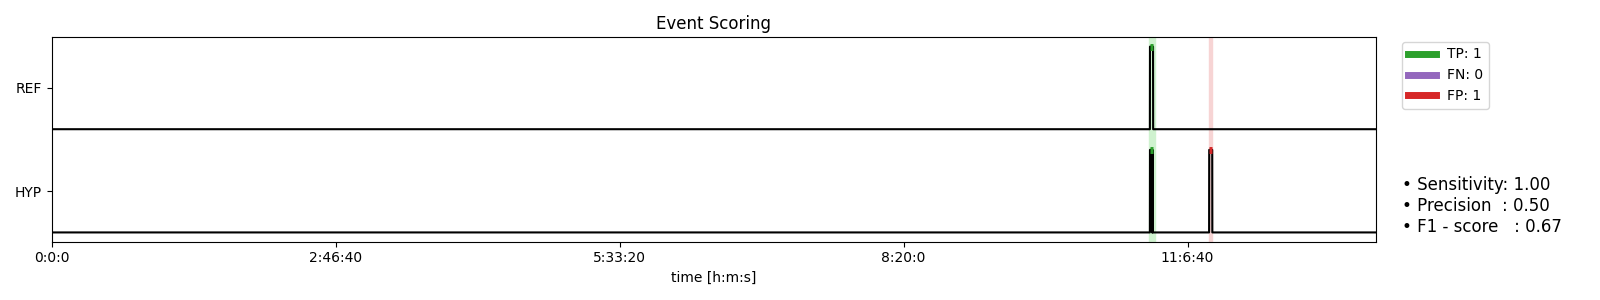 Event Scoring
REF
HYP
0:0:0
2:46:40
5:33:20
8:20:0
11:6:40
time [h:m:s]
TP: 1
FN: 0
FP: 1
• Sensitivity: 1.00
• Precision : 0.50
• F1 - score : 0.67